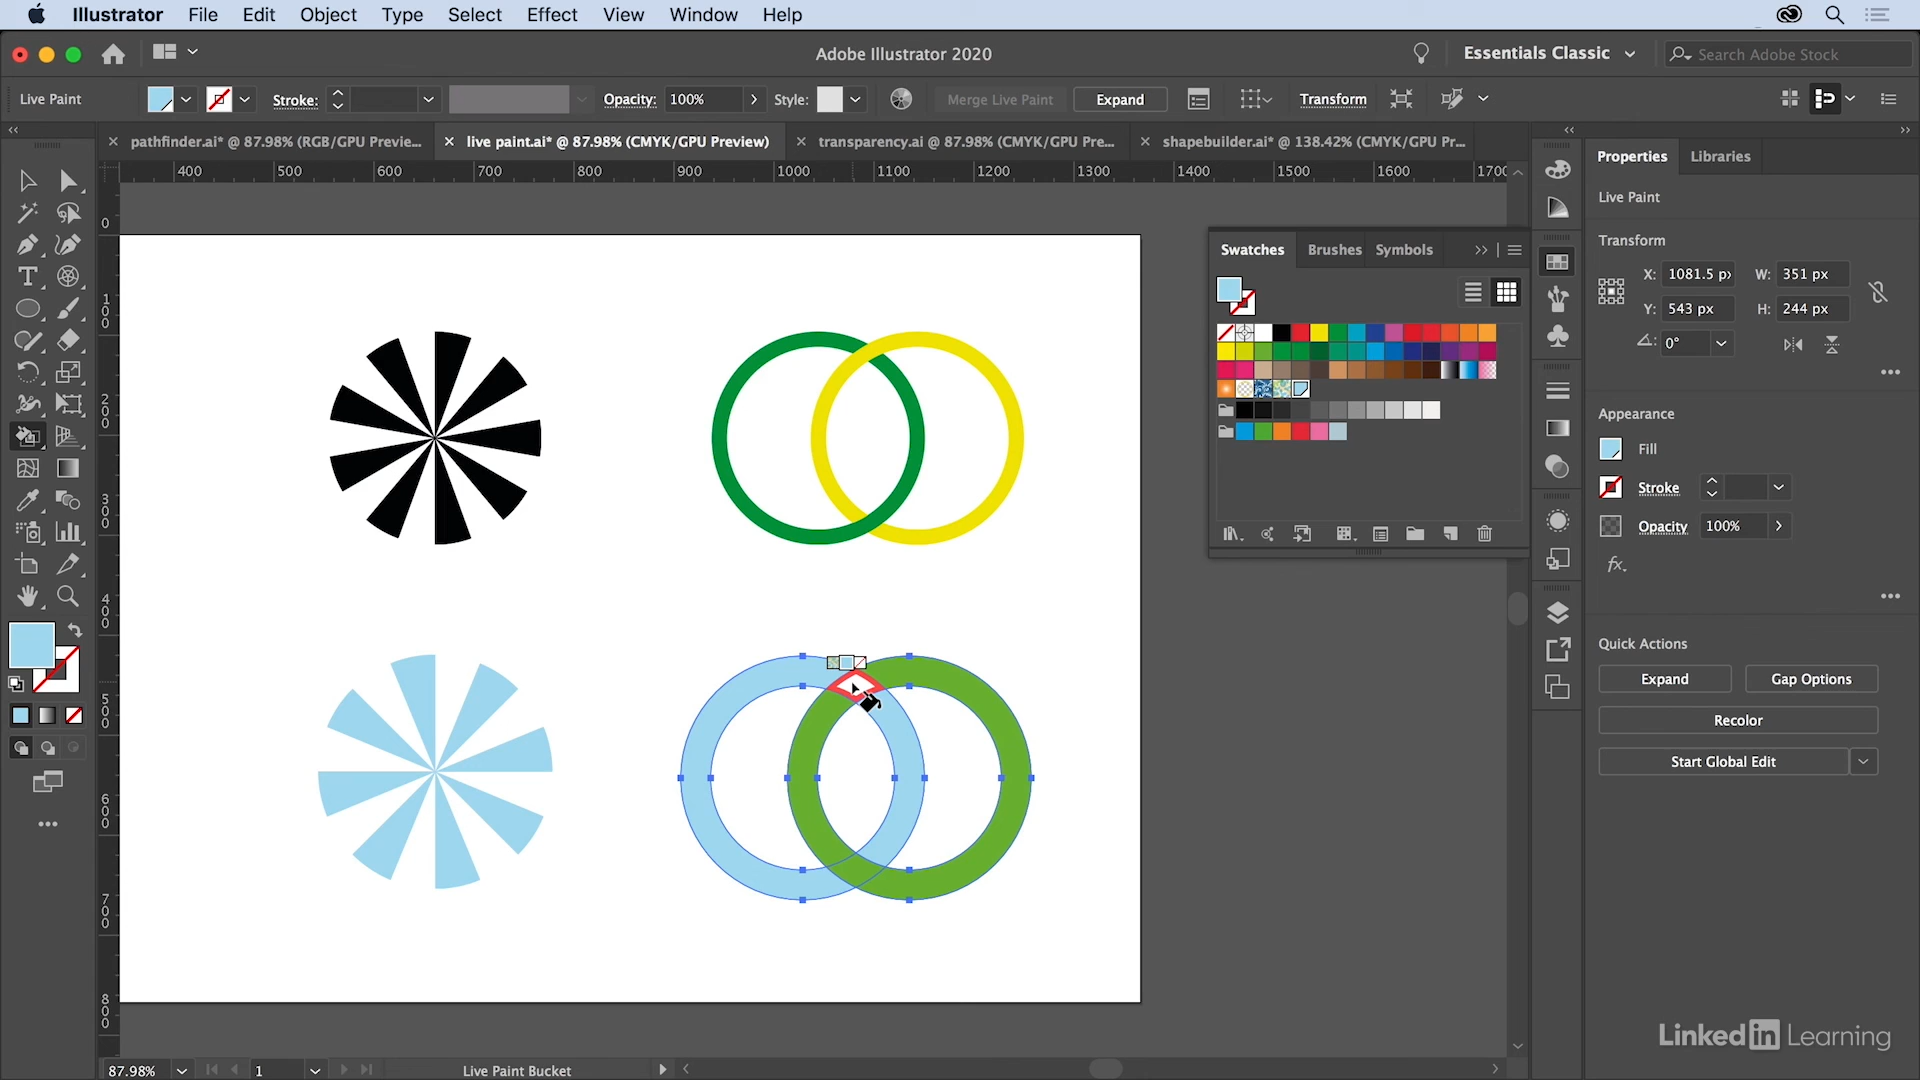 Illustrator File Edit Object Type Select Effect View Window Help
Adobe Illustrator 2020
Essentials Classic
Search Adobe Stock
Live Paint
Stroke:
Opacity: 100%
Style:
Merge Live Paint
Expand
Transform
pathfinder.ai* @ 87.98% (RGB/GPU Previe...
live paint.ai* @ 87.98% (CMYK/GPU Preview)
transparency.ai @ 87.98% (CMYK/GPU Pre...
shapebuilder.ai* @ 138.42% (CMYK/GPU Pr...
Properties Libraries
400 500 600 700 800 900 1000 1100 1200 1300 1400 1500 1600 1700
0
100
200
300
400
500
600
700
800
Swatches Brushes Symbols
Live Paint
Transform
X: 1081.5 px W: 351 px
Y: 543 px H: 244 px
0°
Appearance
Fill
Stroke
Opacity 100%
fx.
Quick Actions
Expand Gap Options
Recolor
Start Global Edit
87.98% 1 Live Paint Bucket
LinkedIn Learning